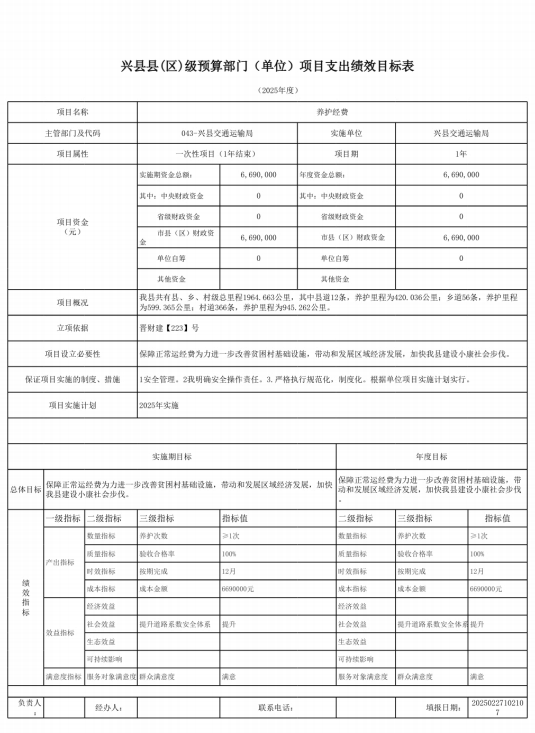 兴县县(区)级预算部门（单位）项目支出绩效目标表
（2025年度）
项目名称 养护经费
主管部门及代码 043-兴县交通运输局 实施单位 兴县交通运输局
项目属性 一次性项目（1年结束） 项目期 1年
项目资金（元）
实施期资金总额： 6,690,000 年度资金总额： 6,690,000
其中：中央财政资金 0 其中：中央财政资金 0
省级财政资金 0 省级财政资金 0
市县（区）财政资金 6,690,000 市县（区）财政资金 6,690,000
单位自筹 0 单位自筹 0
其他资金 其他资金
项目概况 我县共有县、乡、村级总里程1964.663公里，其中县道12条，养护里程为420.036公里；乡道56条，养护里程
为599.365公里；村道366条，养护里程为945.262公里。
立项依据 晋财建【223】号
项目设立必要性 保障正常运经费为力进一步改善贫困村基础设施，带动和发展区域经济发展，加快我县建设小康社会步伐。
保证项目实施的制度、措施 1安全管理。2我明确安全操作责任。3.严格执行规范化，制度化。根据单位项目实施计划实行。
项目实施计划 2025年实施
实施期目标 年度目标
总体目标 保障正常运经费为力进一步改善贫困村基础设施，带动和发展区域经济发展，加快
我县建设小康社会步伐。
保障正常运经费为力进一步改善贫困村基础设施，带
动和发展区域经济发展，加快我县建设小康社会步伐
。
绩效指标
一级指标 二级指标 三级指标 指标值 二级指标 三级指标 指标值
产出指标
数量指标 养护次数 ≥1次 数量指标 养护次数 ≥1次
质量指标 验收合格率 100% 质量指标 验收合格率 100%
时效指标 按期完成 12月 时效指标 按期完成 12月
成本指标 成本金额 6690000元 成本指标 成本金额 6690000元
效益指标
经济效益 经济效益
社会效益 提升道路系数安全体系 提升 社会效益 提升道路系数安全体系 提升
生态效益 生态效益
可持续影响 可持续影响
满意度指标 服务对象满意度 群众满意度 满意 服务对象满意度 群众满意度 满意
负责人： 经办人： 联系电话： 填报日期： 20250227102107